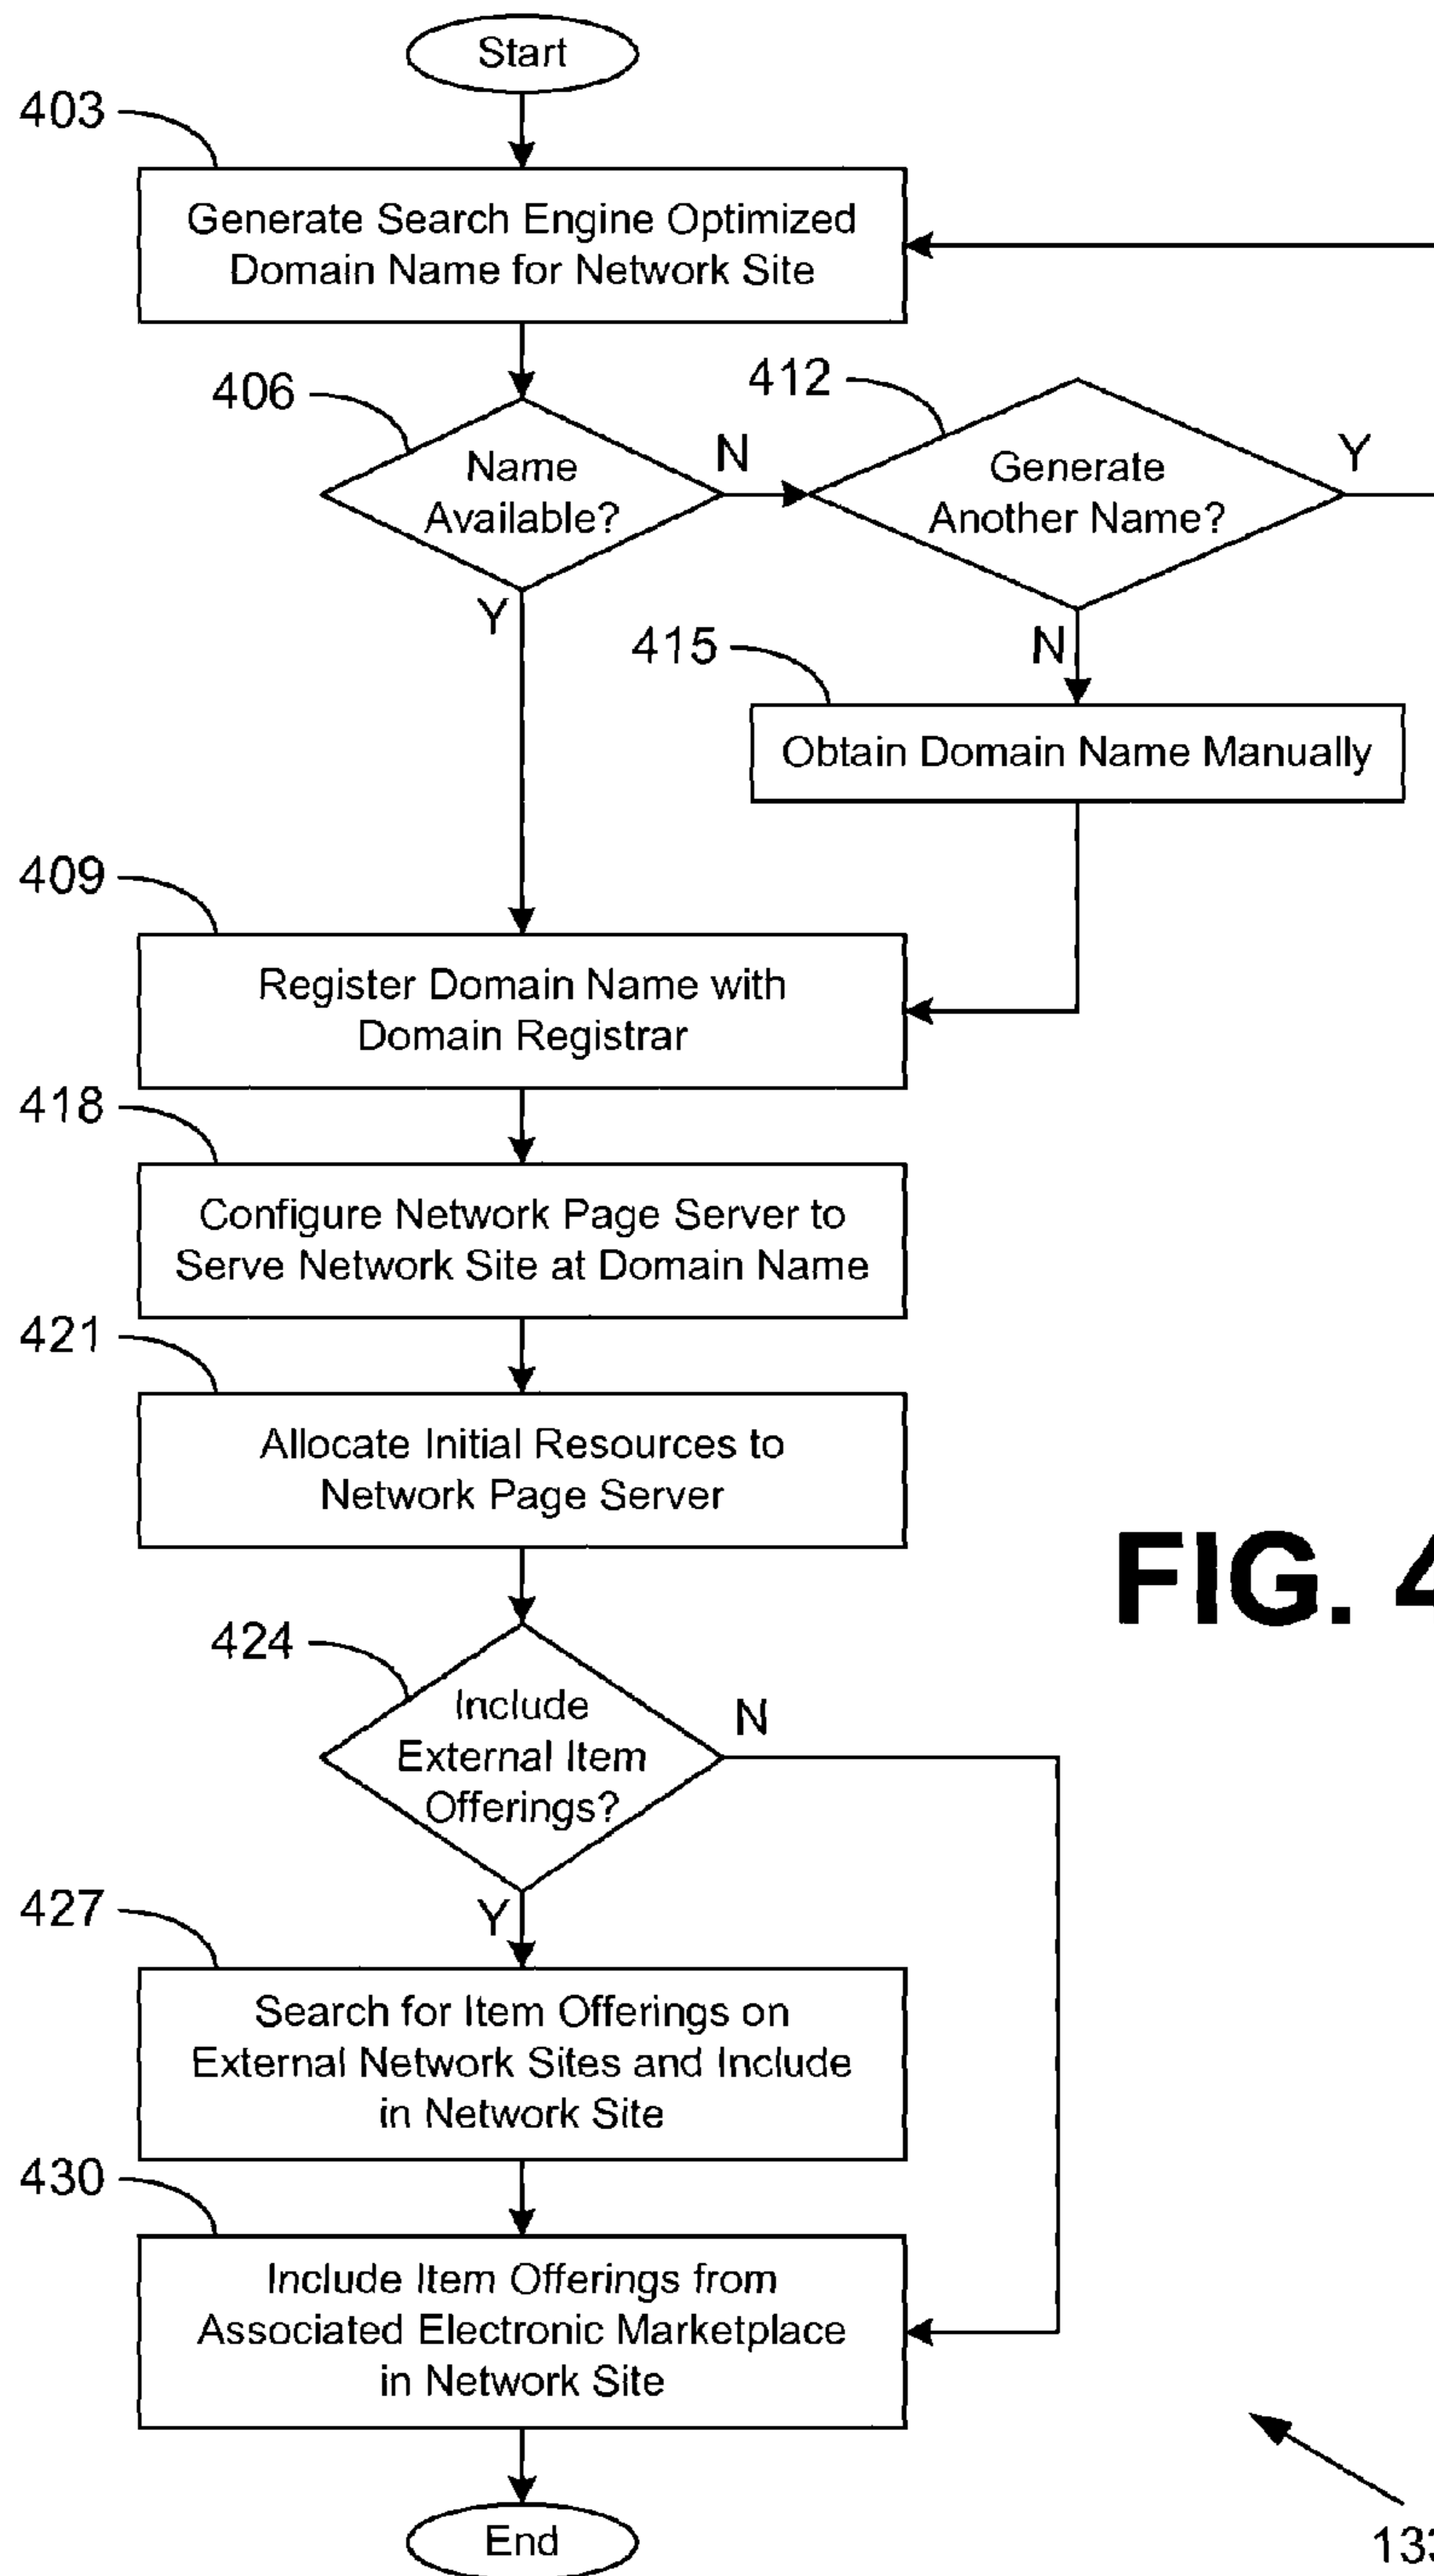 Start
403
Generate Search Engine Optimized
Domain Name for Network Site
406
Name
Available?
N
412
Generate
Another Name?
Y
Y
N
415
Obtain Domain Name Manually
409
Register Domain Name with
Domain Registrar
418
Configure Network Page Server to
Serve Network Site at Domain Name
421
Allocate Initial Resources to
Network Page Server
FIG. 4
424
Include
External Item
Offerings?
N
Y
427
Search for Item Offerings on
External Network Sites and Include
in Network Site
430
Include Item Offerings from
Associated Electronic Marketplace
in Network Site
End
133